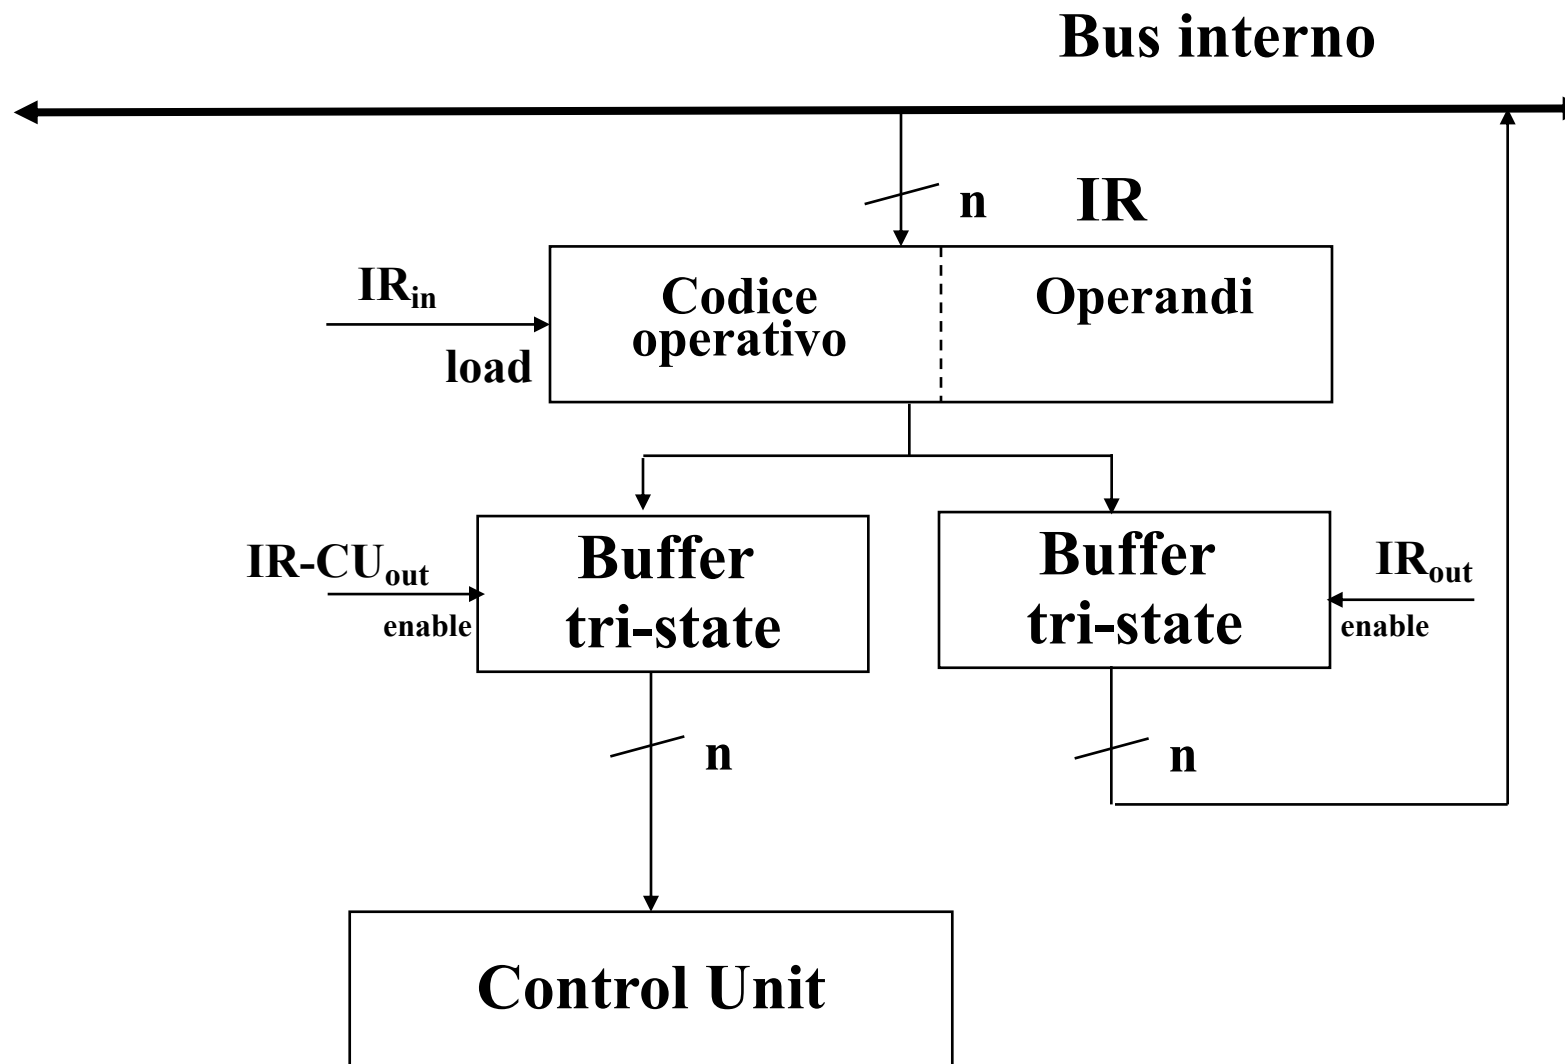 Bus interno
n
IR
IRin
load
Codice
operativo
Operandi
IR-CUout
enable
Buffer
tri-state
Buffer
tri-state
IRout
enable
n
n
Control Unit